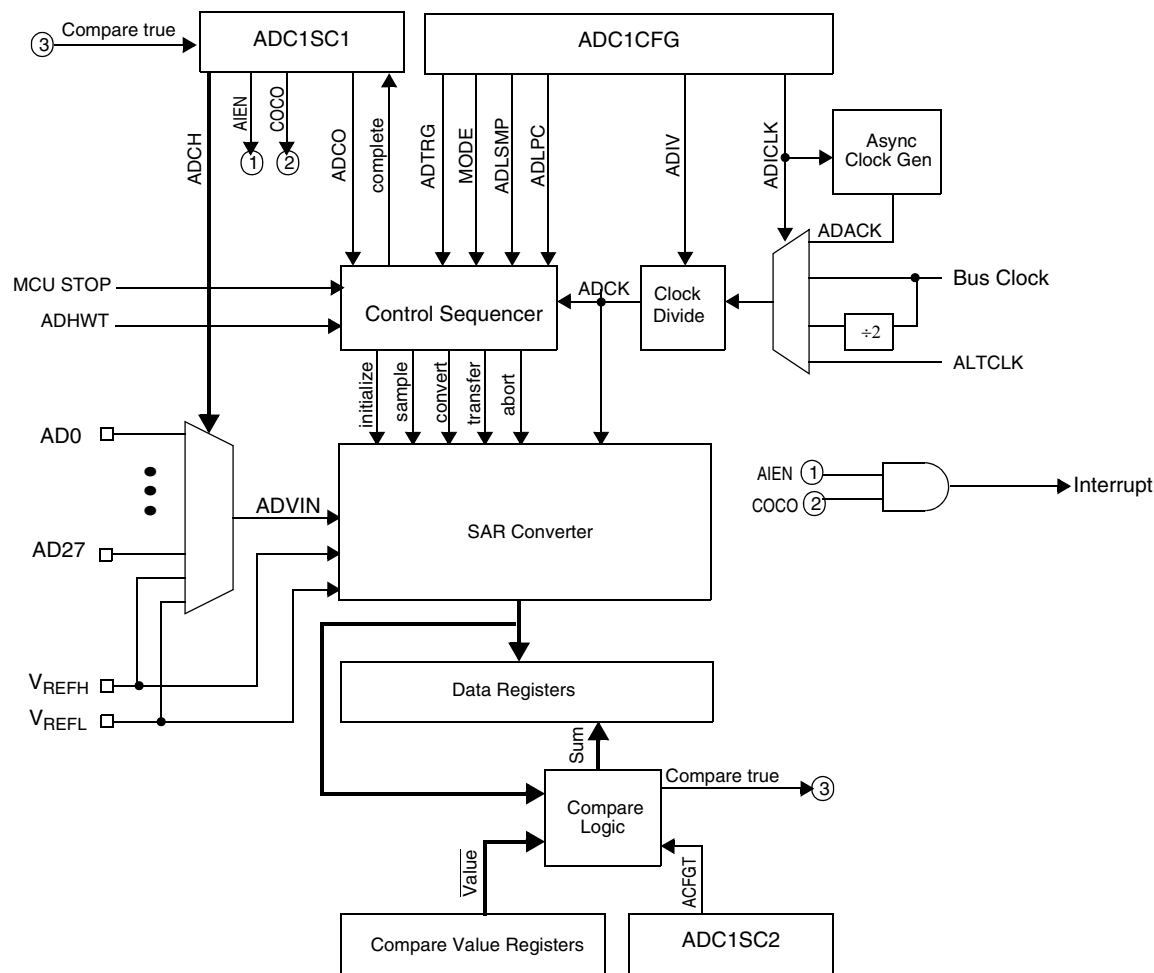 3
Compare true
ADC1SC1
ADC1CFG
ADCH
AIEN
COCO
ADCO
complete
ADTRG
MODE
ADLSMP
ADLPC
ADIV
ADICLK
1
2
Async
Clock Gen
ADACK
MCU STOP
ADHWT
Control Sequencer
ADCK
Clock
Divide
Bus Clock
÷2
ALTCLK
initialize
sample
convert
transfer
abort
AD0
ADVIN
AD27
SAR Converter
AIEN 1
COCO 2
Interrupt
VREFH
VREFL
Data Registers
Sum
Compare true
3
Compare
Logic
Value
ACFGT
Compare Value Registers
ADC1SC2